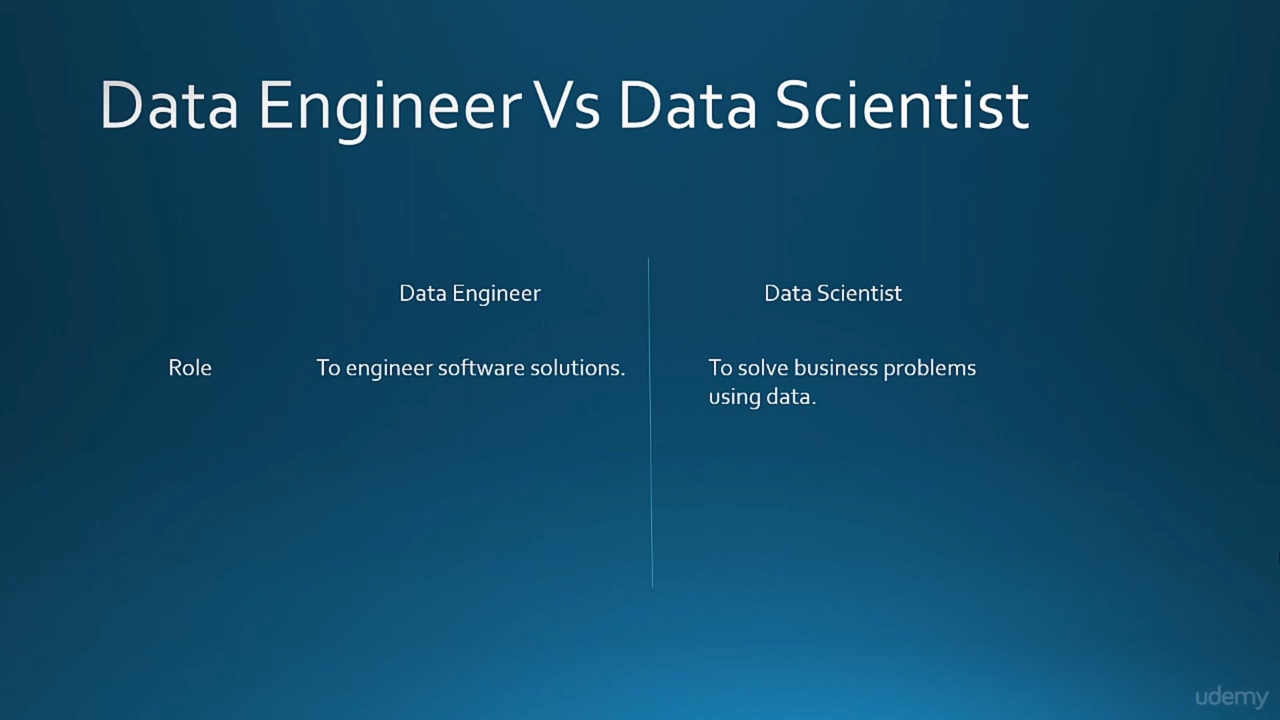 Data Engineer Vs Data Scientist
Data Engineer
Data Scientist
Role
To engineer software solutions.
To solve business problems
using data.
udemy